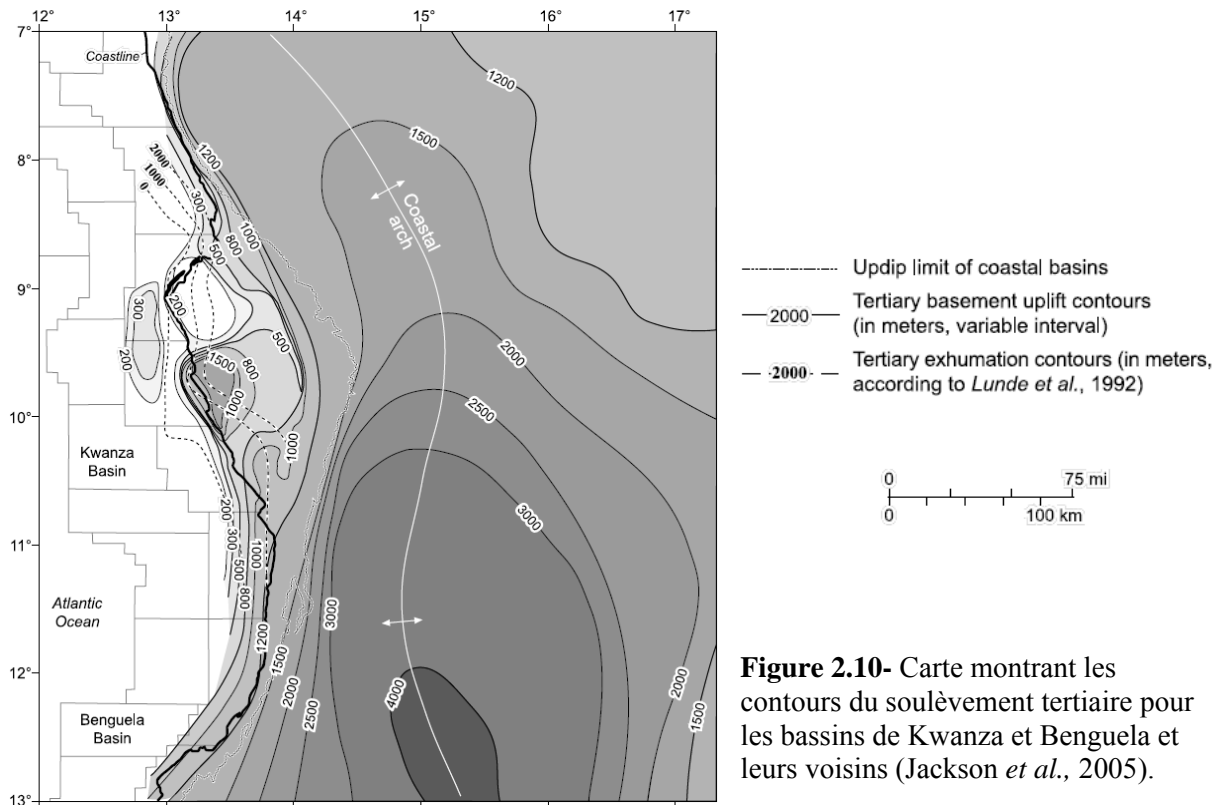 12° 13° 14° 15° 16° 17°
7°
8°
9°
10°
11°
12°
13°
Coastline
1200
1500
1200
2000
1000
0
300
1000
800
500
Coastal
arch
200
300
200
500
1500
800
1000
1000
2000
2500
3000
Kwanza
Basin
200
300
500
800
1000
1200
1500
2000
2500
3000
4000
2000
1500
Atlantic
Ocean
Benguela
Basin
Updip limit of coastal basins
2000 Tertiary basement uplift contours
(in meters, variable interval)
2000 Tertiary exhumation contours (in meters,
according to Lunde et al., 1992)
0 75 mi
0 100 km
Figure 2.10- Carte montrant les
contours du soulèvement tertiaire pour
les bassins de Kwanza et Benguela et
leurs voisins (Jackson et al., 2005).